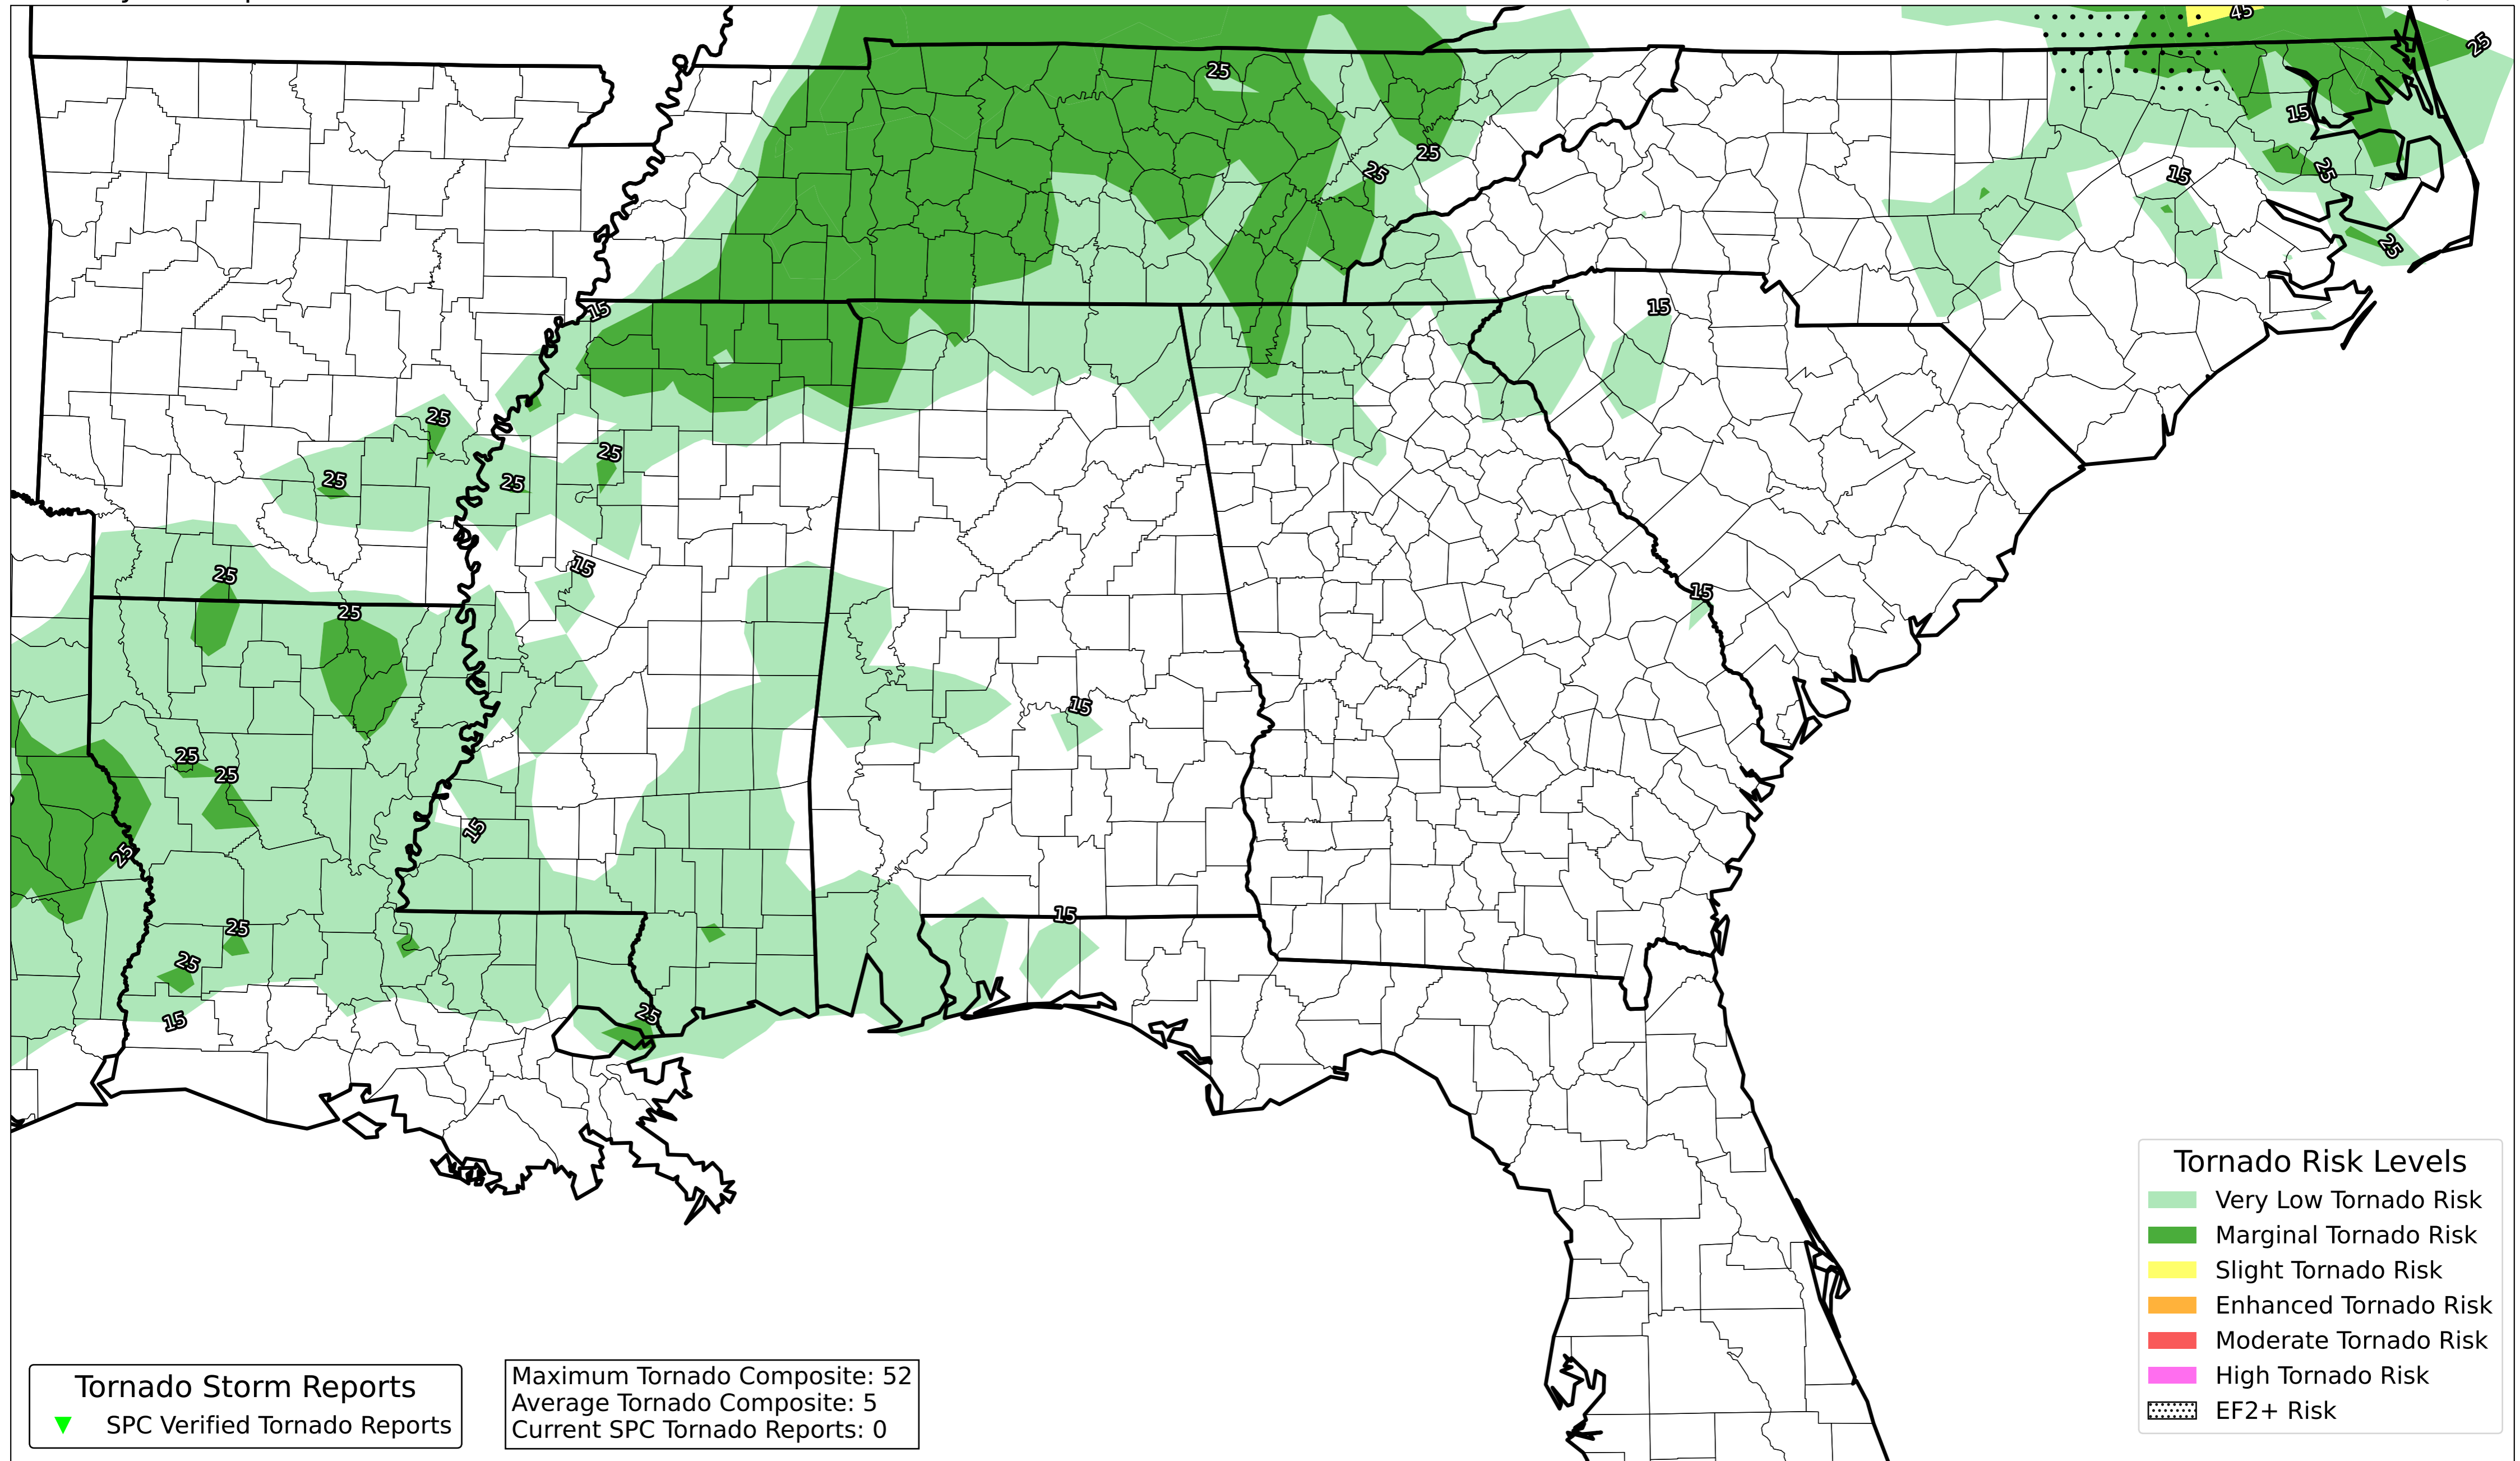 45
25
25
15
25
25
15
25
25
15
15
25
25
25
25
15
25
15
25
15
25
25
15
25
15
25
25
15
25
15
Tornado Risk Levels
Very Low Tornado Risk
Marginal Tornado Risk
Slight Tornado Risk
Enhanced Tornado Risk
Moderate Tornado Risk
High Tornado Risk
EF2+ Risk
Tornado Storm Reports
SPC Verified Tornado Reports
Maximum Tornado Composite: 52
Average Tornado Composite: 5
Current SPC Tornado Reports: 0